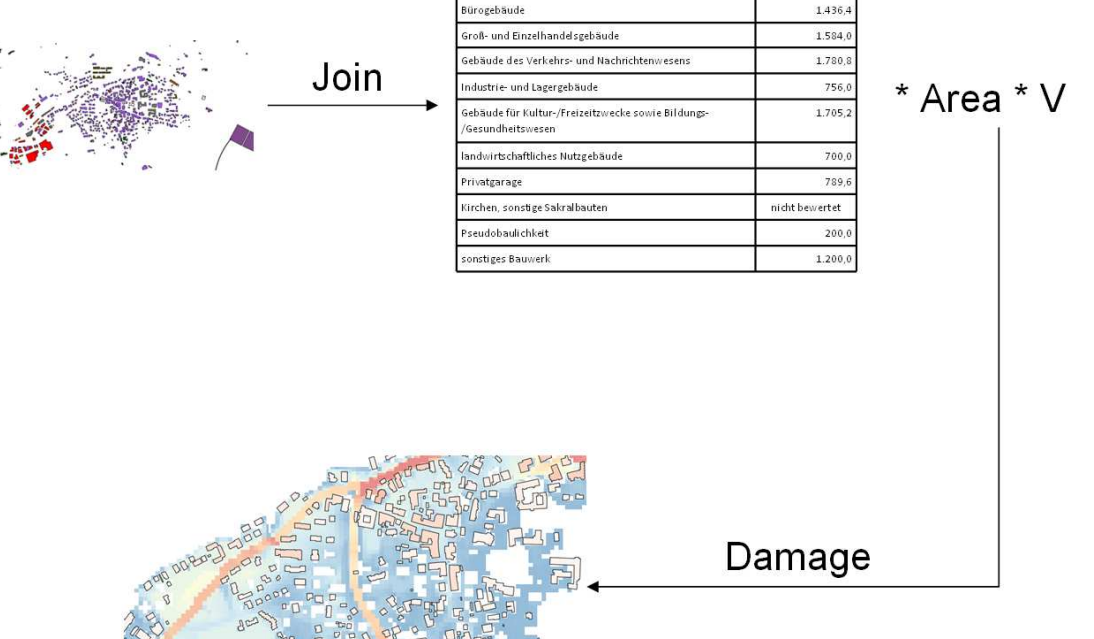 Bürogebäude 1.436,4
Groß- und Einzelhandelsgebäude 1.584,0
Gebäude des Verkehrs- und Nachrichtenwesens 1.780,8
Join
Industrie- und Lagergebäude 756,0
* Area * V
Gebäude für Kultur-/Freizeitzwecke sowie Bildungs- 1.705,2
/Gesundheitswesen
landwirtschaftliches Nutzgebäude 700,0
Privatgarage 789,6
Kirchen, sonstige Sakralbauten nicht bewertet
Pseudobaulichkeit 200,0
sonstiges Bauwerk 1.200,0
Damage